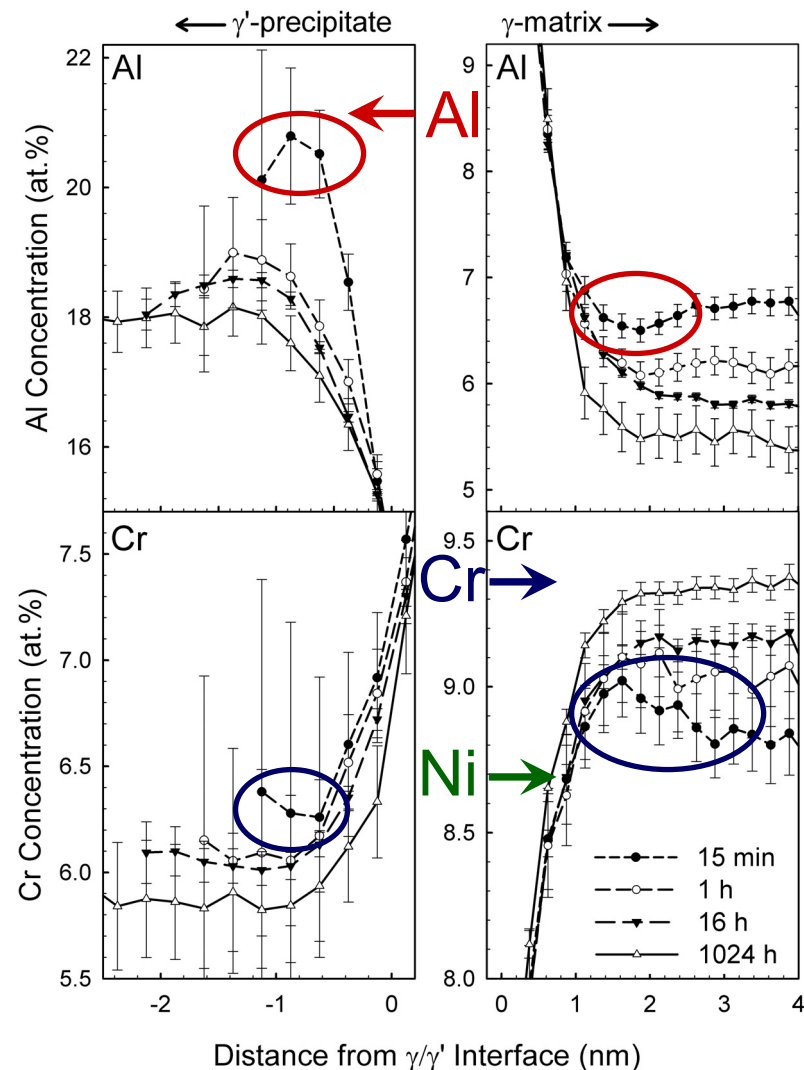 ← γ'-precipitate
γ-matrix →
Al
22
20
18
16
Al Concentration (at.%)
Al
Al
9
8
7
6
5
Cr
7.5
7.0
6.5
6.0
5.5
Cr Concentration (at.%)
-2
-1
0
Cr
Ni
Cr
9.5
9.0
8.5
8.0
15 min
1 h
16 h
1024 h
0
1
2
3
4
Distance from γ/γ' Interface (nm)